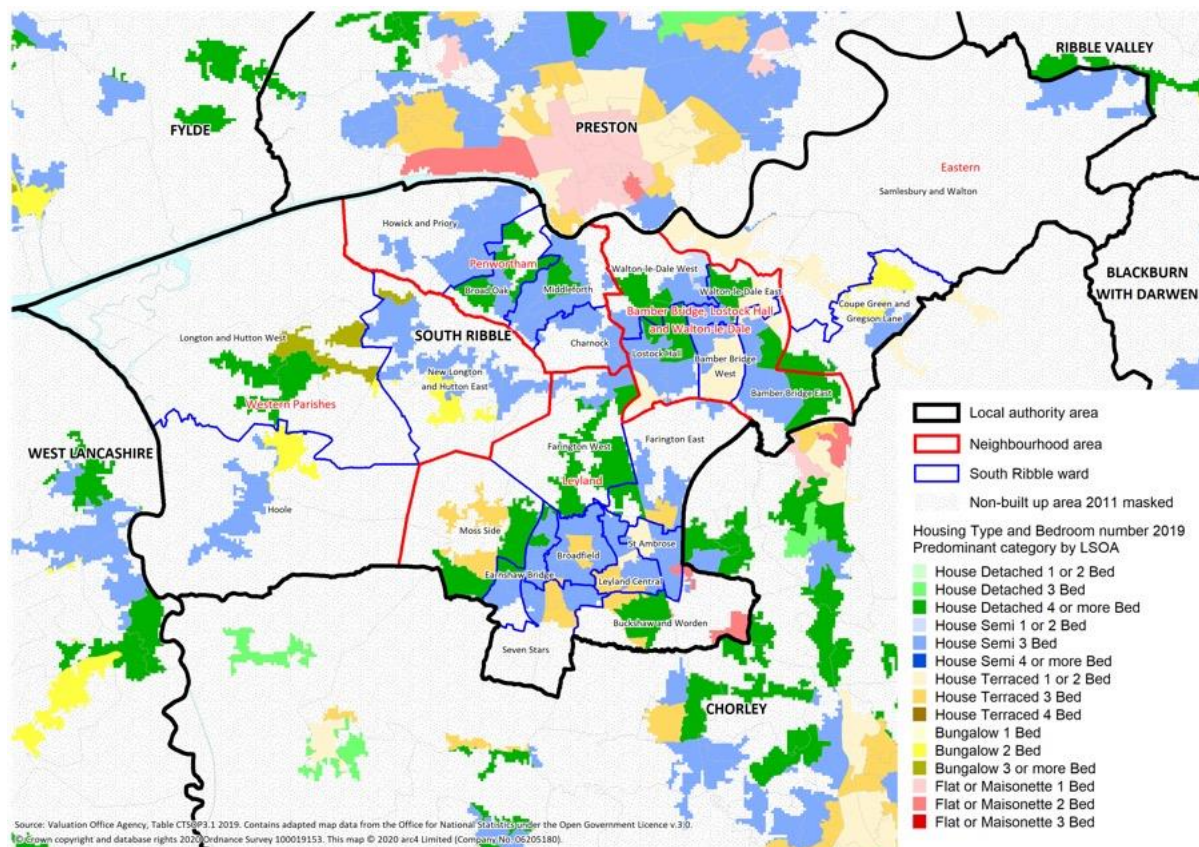 RIBBLE VALLEY
FYLDE
PRESTON
Eastern
Samlesbury and Walton
Howick and Priory
Penwortham
Broad Oak
Middleforth
Walton-le-Dale West
Walton-le-Dale East
BLACKBURN
WITH DARWEN
Coupe Green and
Gregson Lane
Bamber Bridge, Lostock Hall
and Walton-le-Dale
SOUTH RIBBLE
Longton and Hutton West
Charnock
Lostock Hall
Bamber Bridge
West
New Longton
and Hutton East
Bamber Bridge East
Western Parishes
WEST LANCASHIRE
Farington West
Farington East
Leyland
Hoole
Moss Side
St Ambrose
Broadfield
Earnshaw Bridge
Leyland Central
Buckshaw and Worden
Seven Stars
CHORLEY
Local authority area
Neighbourhood area
South Ribble ward
Non-built up area 2011 masked
Housing Type and Bedroom number 2019
Predominant category by LSOA
House Detached 1 or 2 Bed
House Detached 3 Bed
House Detached 4 or more Bed
House Semi 1 or 2 Bed
House Semi 3 Bed
House Semi 4 or more Bed
House Terraced 1 or 2 Bed
House Terraced 3 Bed
House Terraced 4 Bed
Bungalow 1 Bed
Bungalow 2 Bed
Bungalow 3 or more Bed
Flat or Maisonette 1 Bed
Flat or Maisonette 2 Bed
Flat or Maisonette 3 Bed
Source: Valuation Office Agency, Table CTSOP3.1 2019. Contains adapted map data from the Office for National Statistics under the Open Government Licence v.3.0.
© Crown copyright and database rights 2020 Ordnance Survey 100019153. This map © 2020 arc4 Limited (Company No. 06205180).